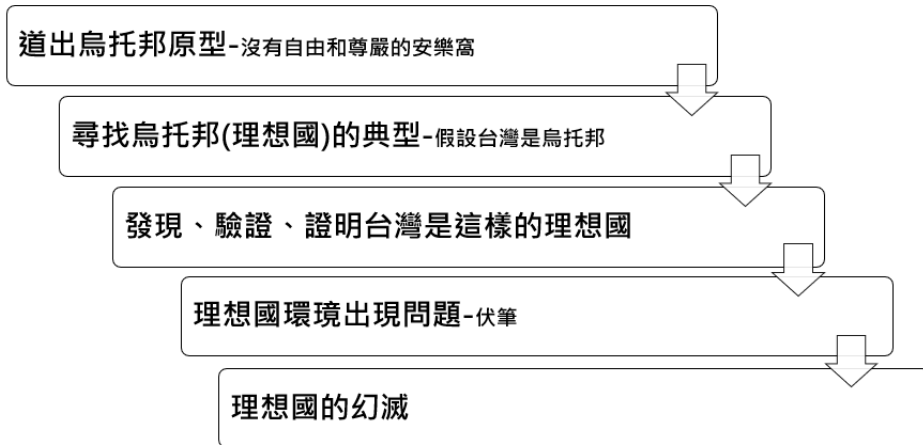 道出烏托邦原型-沒有自由和尊嚴的安樂窩
尋找烏托邦(理想國)的典型-假設台灣是烏托邦
發現、驗證、證明台灣是這樣的理想國
理想國環境出現問題-伏筆
理想國的幻滅